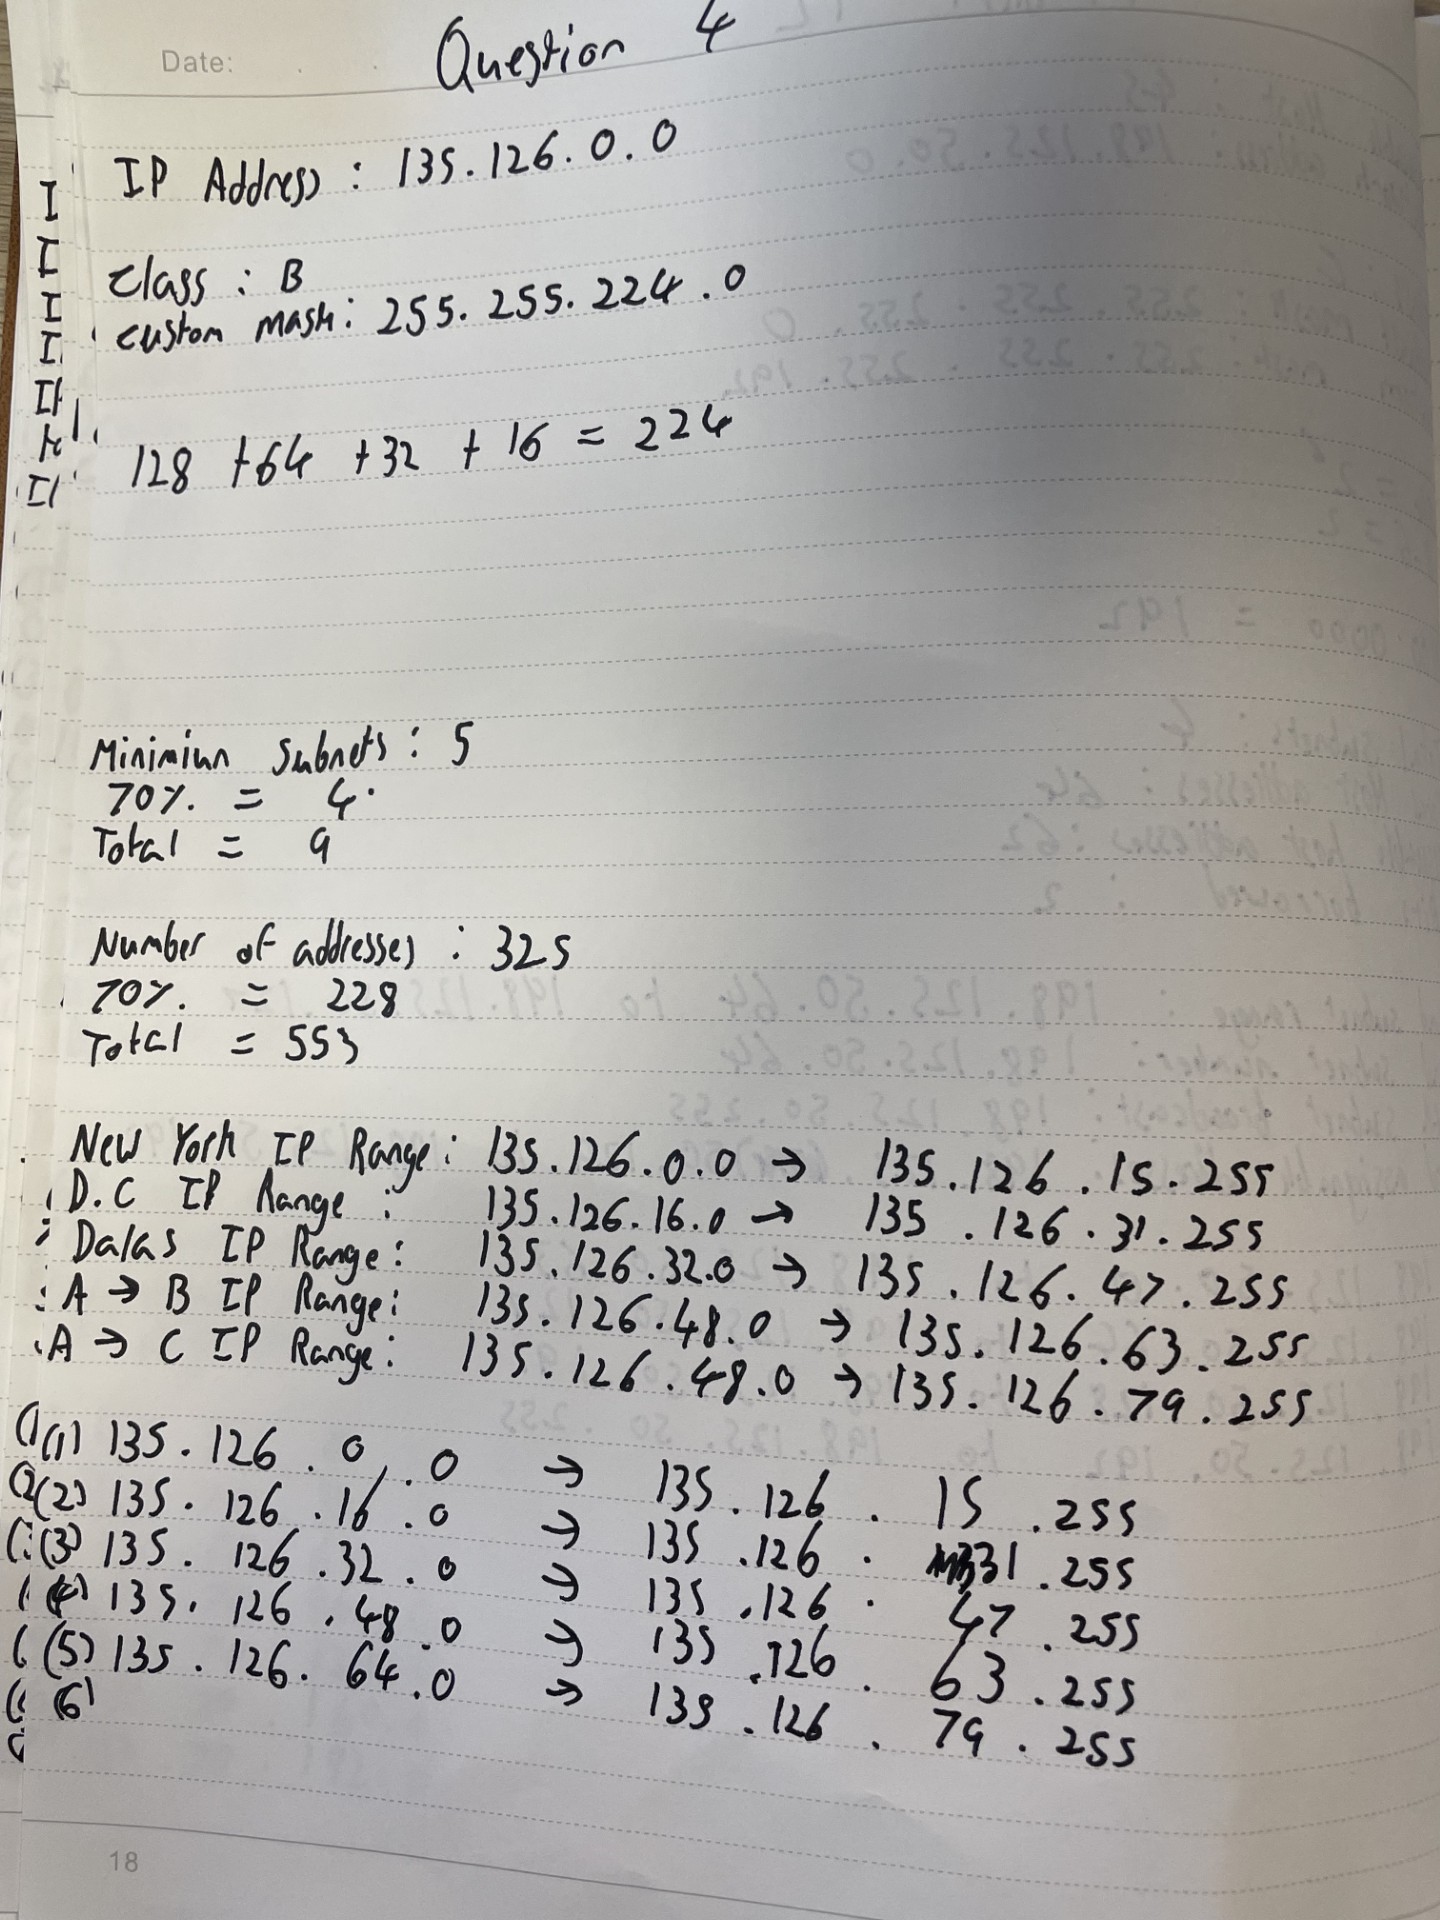 Date:
Question 4
IP Address : 135.126.0.0
Class : B
custom mask : 255.255.224.0
128 + 64 + 32 + 16 = 224
Minimiun Subnets : 5
70% = 4.
Total = 9
Number of addresses : 325
70% = 228
Total = 553
New York IP Range : 135.126.0.0 → 135.126.15.255
D.C IP Range : 135.126.16.0 → 135.126.31.255
Dalas IP Range : 135.126.32.0 → 135.126.47.255
A → B IP Range : 135.126.48.0 → 135.126.63.255
A → C IP Range : 135.126.48.0 → 135.126.79.255
(1) 135.126.0.0 → 135.126.15.255
(2) 135.126.16.0 → 135.126.31.255
(3) 135.126.32.0 → 135.126.47.255
(4) 135.126.48.0 → 135.126.63.255
(5) 135.126.64.0 → 135.126.79.255
(6)
18